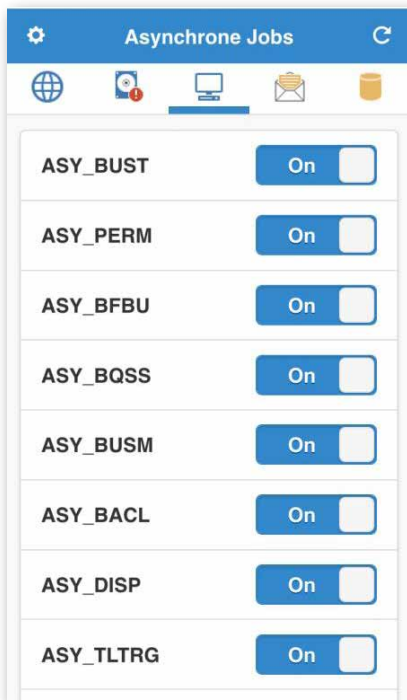 Asynchrone Jobs
ASY_BUST On
ASY_PERM On
ASY_BFBU On
ASY_BQSS On
ASY_BUSM On
ASY_BACL On
ASY_DISP On
ASY_TLTRG On